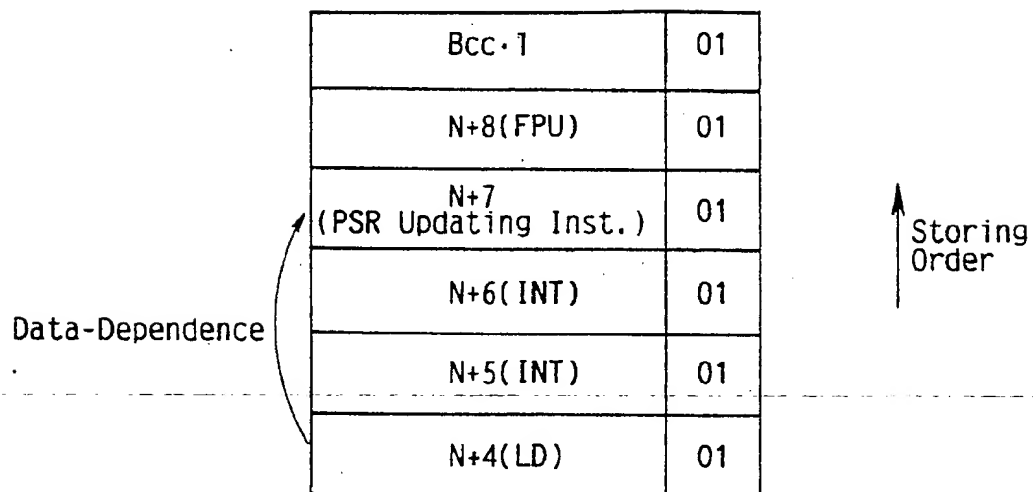 Bcc·1 01
N+8(FPU) 01
N+7
(PSR Updating Inst.) 01
N+6(INT) 01
N+5(INT) 01
N+4(LD) 01
Data-Dependence
Storing
Order